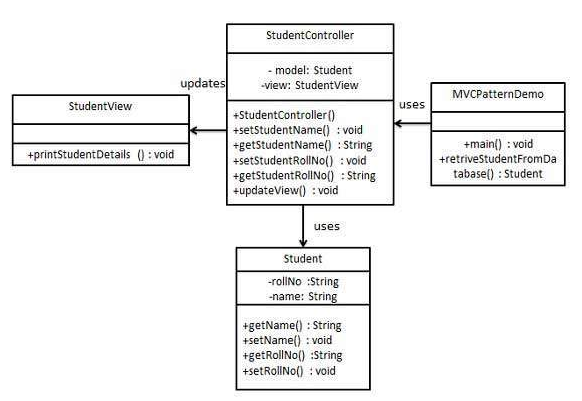 StudentController
- model: Student
-view: StudentView
+StudentController()
+setStudentName() : void
+getStudentName() : String
+setStudentRollNo() : void
+getStudentRollNo() : String
+updateView() : void
updates
StudentView
+printStudentDetails () : void
uses
MVCPatternDemo
+main() : void
+retriveStudentFromDa
tabase() : Student
uses
Student
-rollNo :String
-name: String
+getName() : String
+setName() : void
+getRollNo() :String
+setRollNo() : void